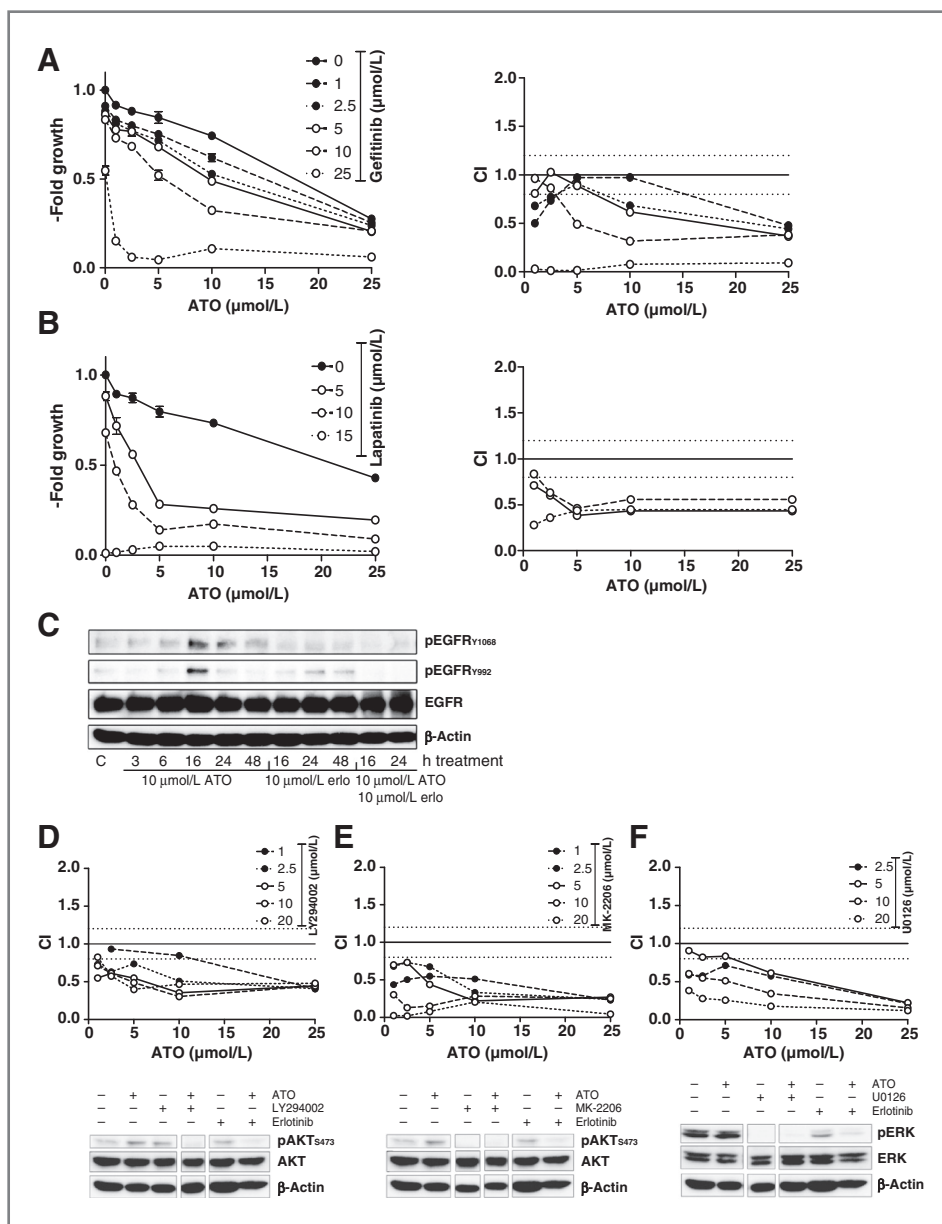 A
-Fold growth
1.0
0.5
0.0
0 5 10 15 20 25
ATO (µmol/L)
0
1
2.5
5
10
25
Gefitinib (µmol/L)
CI
2.0
1.5
1.0
0.5
0.0
0 5 10 15 20 25
ATO (µmol/L)
B
-Fold growth
1.0
0.5
0.0
0 5 10 15 20 25
ATO (µmol/L)
0
5
10
15
Lapatinib (µmol/L)
CI
2.0
1.5
1.0
0.5
0.0
0 5 10 15 20 25
ATO (µmol/L)
C
pEGFRY1068
pEGFRY992
EGFR
β-Actin
C 3 6 16 24 48 16 24 48 16 24 h treatment
10 µmol/L ATO 10 µmol/L erlo 10 µmol/L ATO
10 µmol/L erlo
D
CI
2.0
1.5
1.0
0.5
0.0
0 5 10 15 20 25
ATO (µmol/L)
1
2.5
5
10
20
LY294002 (µmol/L)
– + – + – + ATO
– – + + – – LY294002
– – – – + + Erlotinib
pAKTS473
AKT
β-Actin
E
2.0
1.5
1.0
0.5
0.0
0 5 10 15 20 25
ATO (µmol/L)
1
2.5
5
10
20
MK-2206 (µmol/L)
– + – + – + ATO
– – + + – – MK-2206
– – – – + + Erlotinib
pAKTS473
AKT
β-Actin
F
2.0
1.5
1.0
0.5
0.0
0 5 10 15 20 25
ATO (µmol/L)
2.5
5
10
20
U0126 (µmol/L)
– + – + – + ATO
– – + + – – U0126
– – – – + + Erlotinib
pERK
ERK
β-Actin